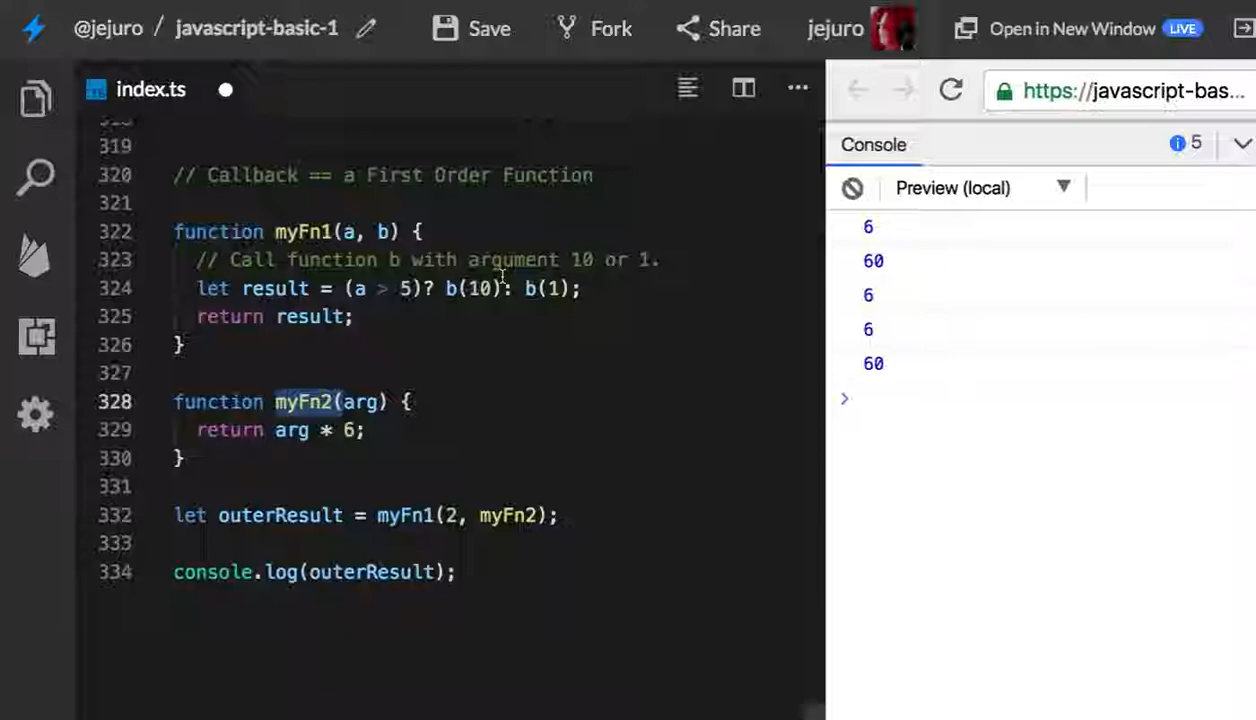 @jejuro / javascript-basic-1 Save Fork Share jejuro Open in New Window LIVE
index.ts
https://javascript-bas...
Console 5
Preview (local)
319
320 // Callback == a First Order Function
321
322 function myFn1(a, b) {
323 // Call function b with argument 10 or 1.
324 let result = (a > 5)? b(10): b(1);
325 return result;
326 }
327
328 function myFn2(arg) {
329 return arg * 6;
330 }
331
332 let outerResult = myFn1(2, myFn2);
333
334 console.log(outerResult);
6
60
6
6
60
>